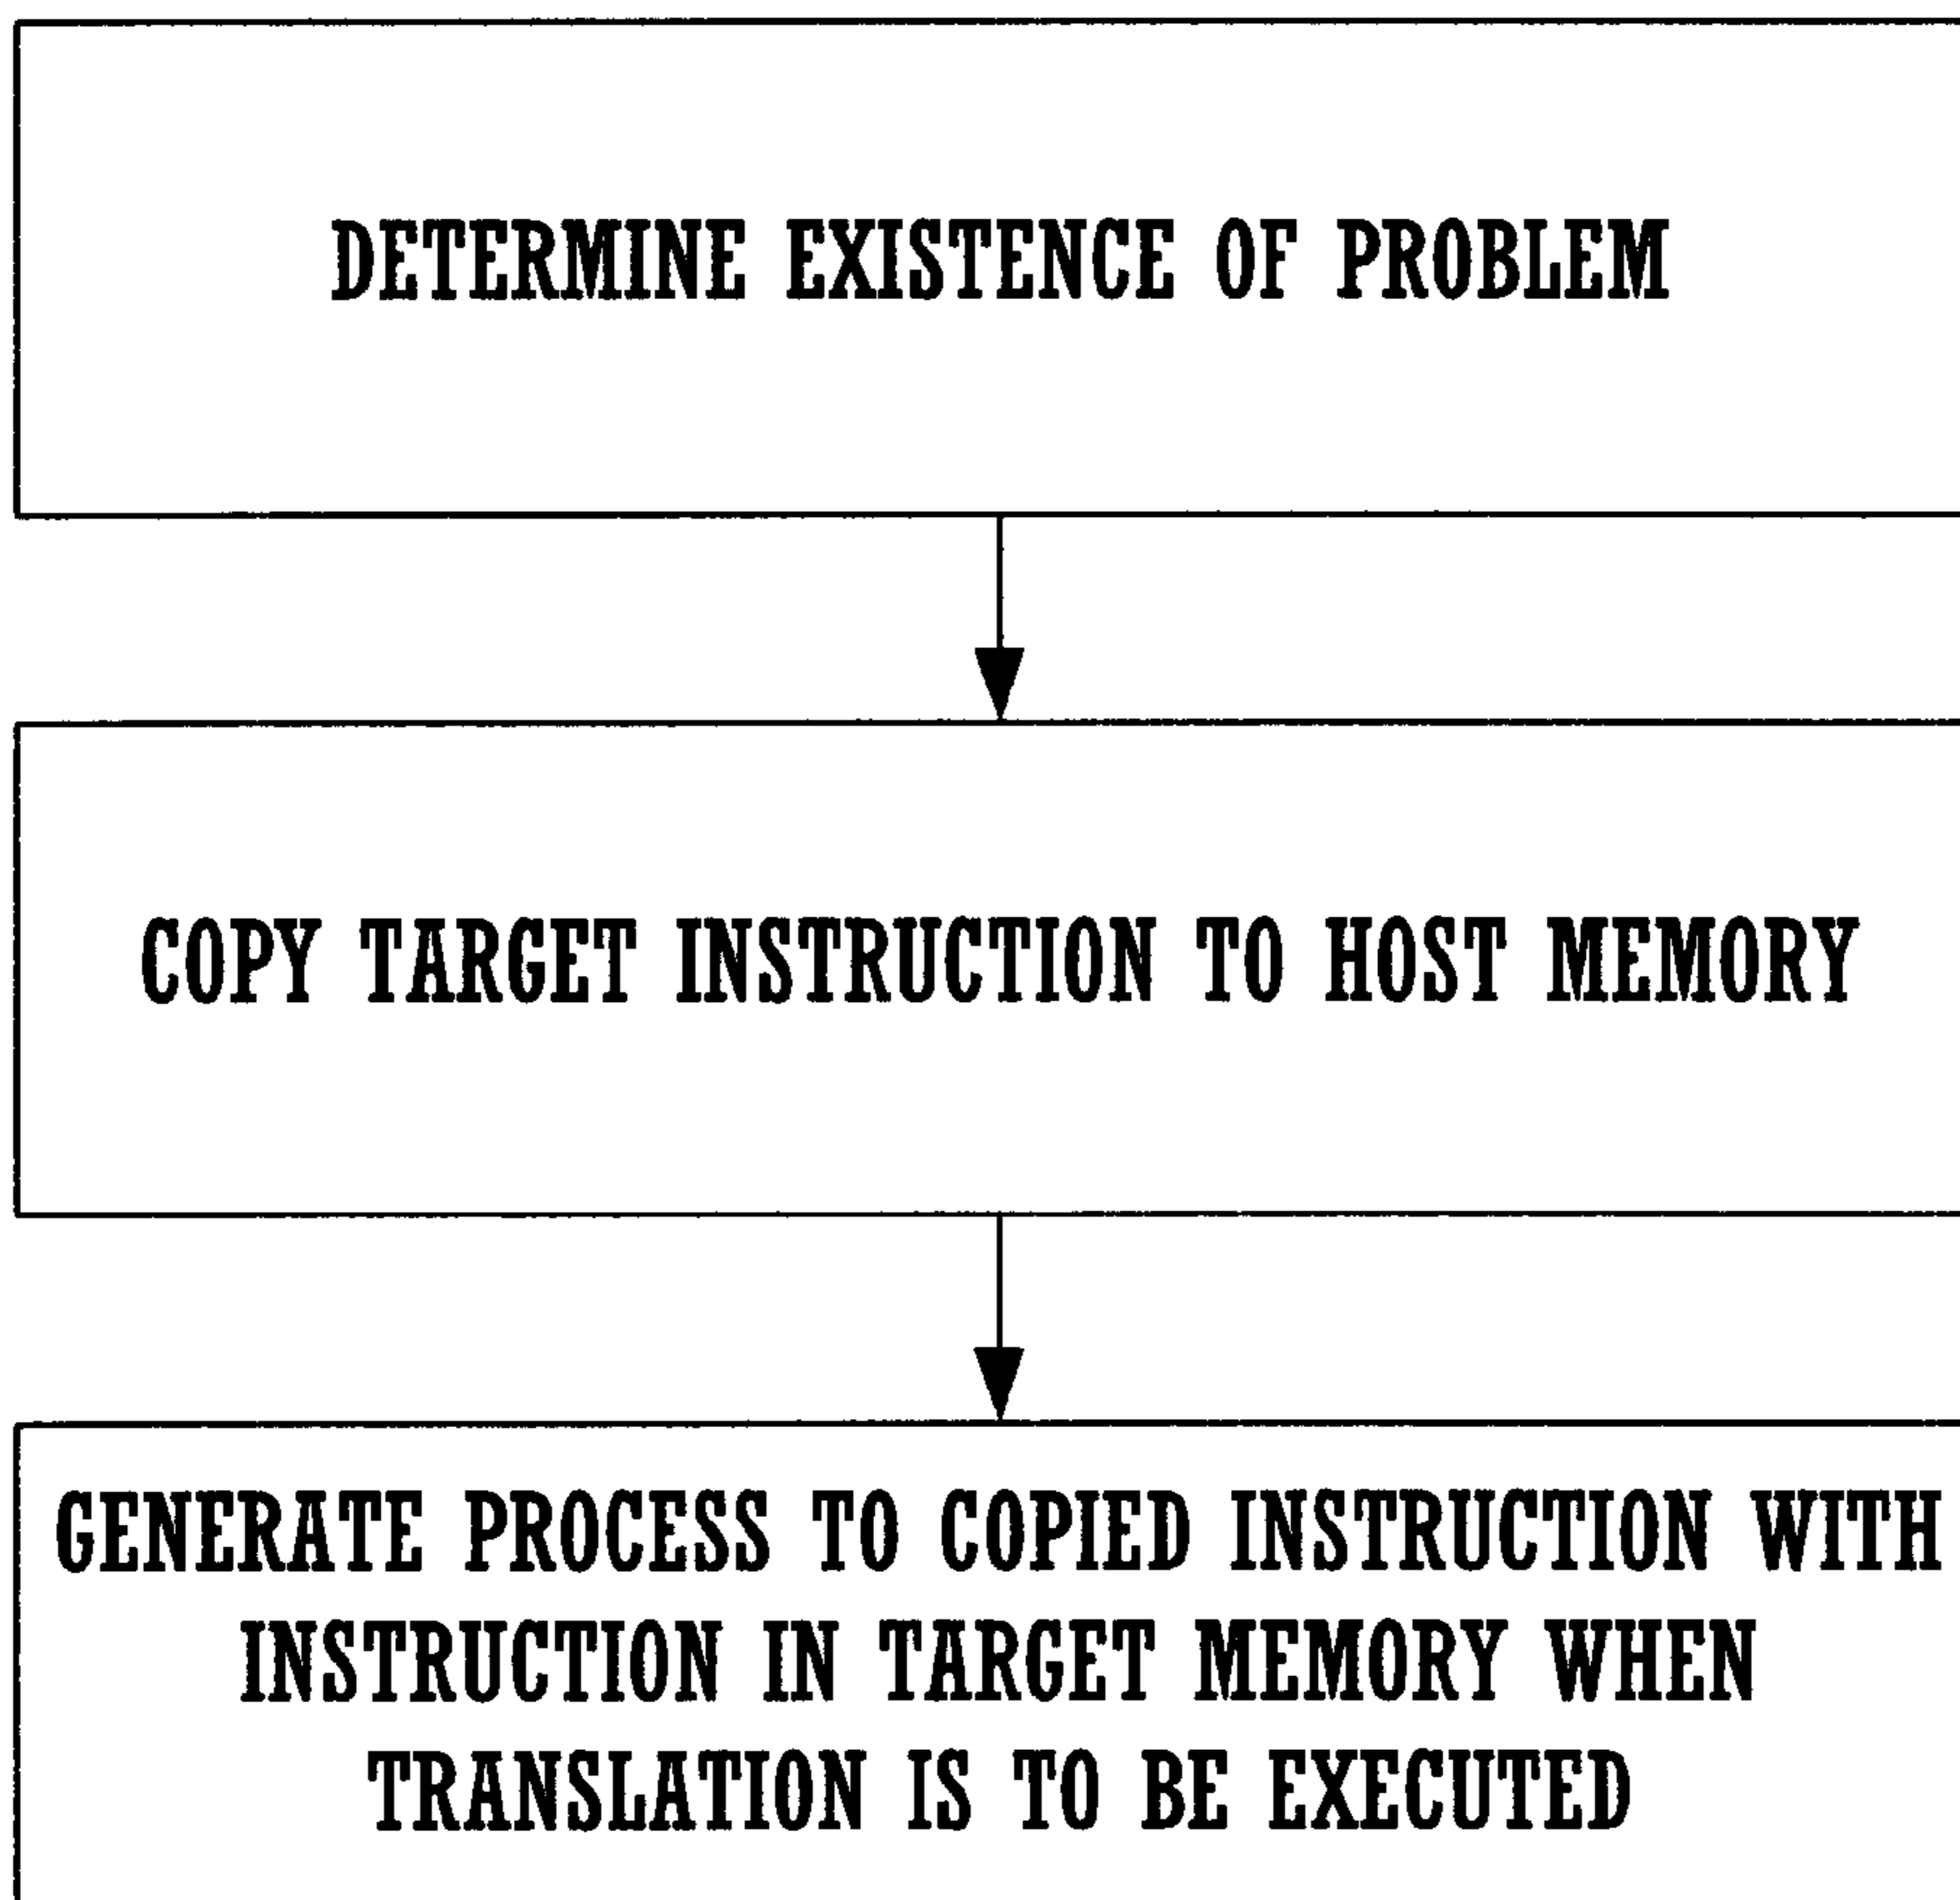 DETERMINE EXISTENCE OF PROBLEM
COPY TARGET INSTRUCTION TO HOST MEMORY
GENERATE PROCESS TO COPIED INSTRUCTION WITH
INSTRUCTION IN TARGET MEMORY WHEN
TRANSLATION IS TO BE EXECUTED